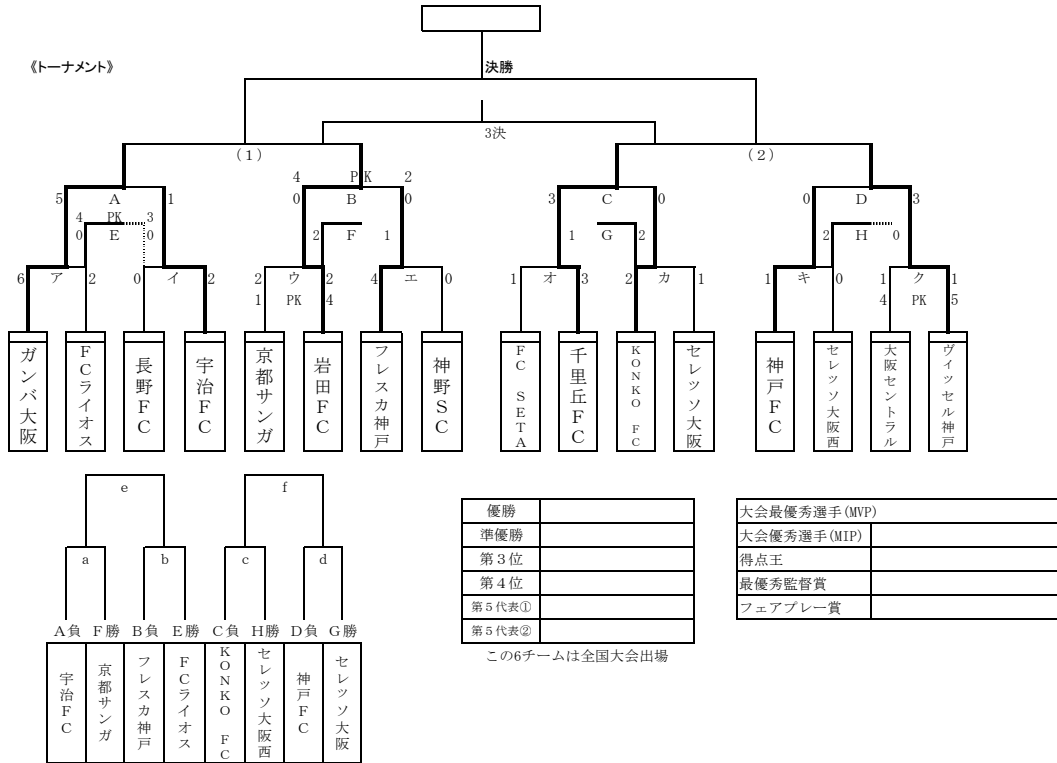 《トーナメント》
決勝
3決
(1)
(2)
4 PK 2
5 A 1
0 B 0
3 C 0
0 D 3
4 PK 3
0 E 0
2 F 1
1 G 2
2 H 0
6 ア 2
0 イ 2
2 ウ 2
4 エ 0
1 オ 3
2 カ 1
1 キ 0
1 ク 1
1 PK 4
4 PK 5
ガンバ大阪
FCライオス
長野FC
宇治FC
京都サンガ
岩田FC
フレスカ神戸
神野SC
FC SETA
千里丘FC
KONKO FC
セレッソ大阪
神戸FC
セレッソ大阪西
大阪セントラル
ヴィッセル神戸
e
f
a
b
c
d
A負
F勝
B負
E勝
C負
H勝
D負
G勝
宇治FC
京都サンガ
フレスカ神戸
FCライオス
KONKO FC
セレッソ大阪西
神戸FC
セレッソ大阪
優勝
準優勝
第3位
第4位
第5代表①
第5代表②
この6チームは全国大会出場
大会最優秀選手(MVP)
大会優秀選手(MIP)
得点王
最優秀監督賞
フェアプレー賞